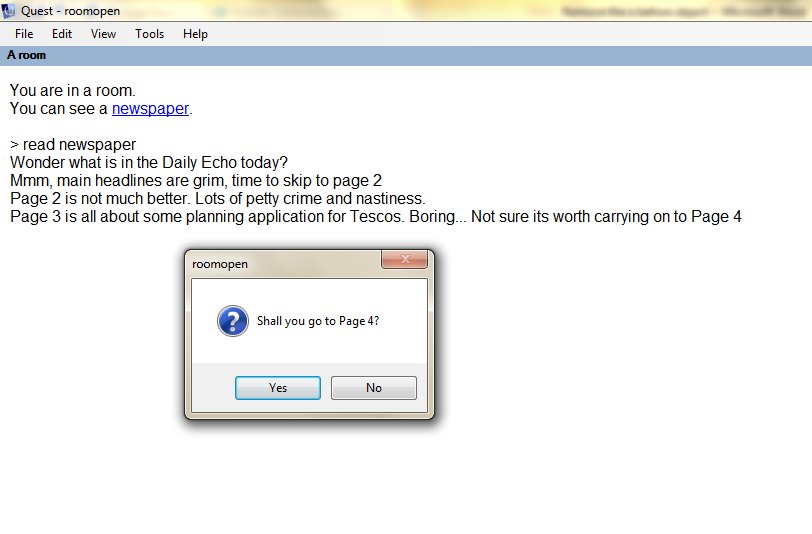 Quest - roomopen
File Edit View Tools Help
A room
You are in a room.
You can see a newspaper.
> read newspaper
Wonder what is in the Daily Echo today?
Mmm, main headlines are grim, time to skip to page 2
Page 2 is not much better. Lots of petty crime and nastiness.
Page 3 is all about some planning application for Tescos. Boring... Not sure its worth carrying on to Page 4
roomopen
Shall you go to Page 4?
Yes No